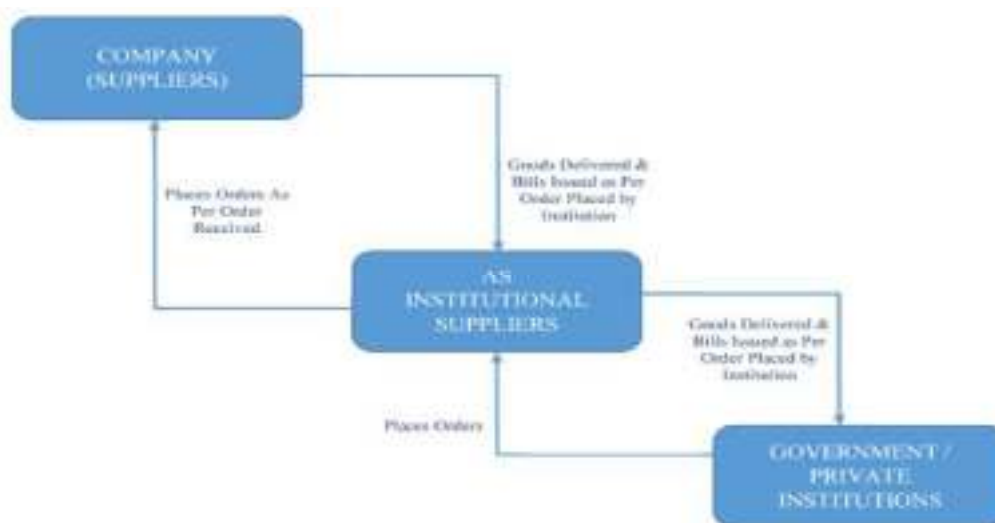 COMPANY
(SUPPLIERS)
Goods Delivered &
Bills Issued as Per
Order Placed by
Institution
Places Orders As
Per Order
Received
AS
INSTITUTIONAL
SUPPLIERS
Goods Delivered &
Bills Issued as Per
Order Placed by
Institution
Places Orders
GOVERNMENT /
PRIVATE
INSTITUTIONS